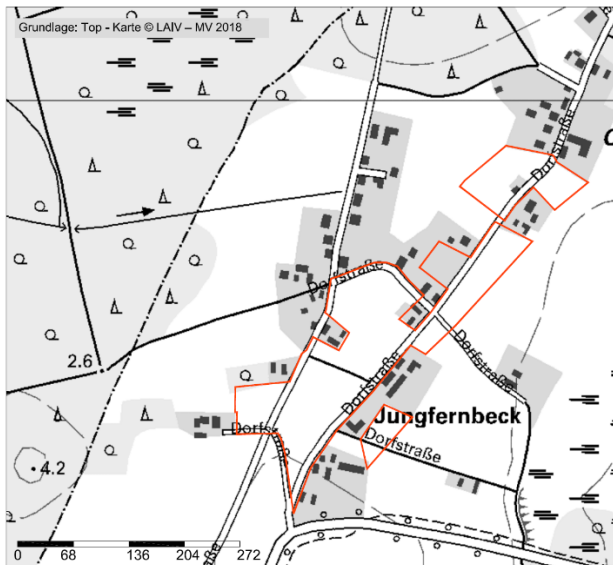 Grundlage: Top - Karte © LAIV – MV 2018
Dorfstraße
Dorfstraße
2.6
Dorfstraße
Dorfstraße
Jungfernbeck
Dorfs
Dorfstraße
4.2
0 68 136 204 272
aße